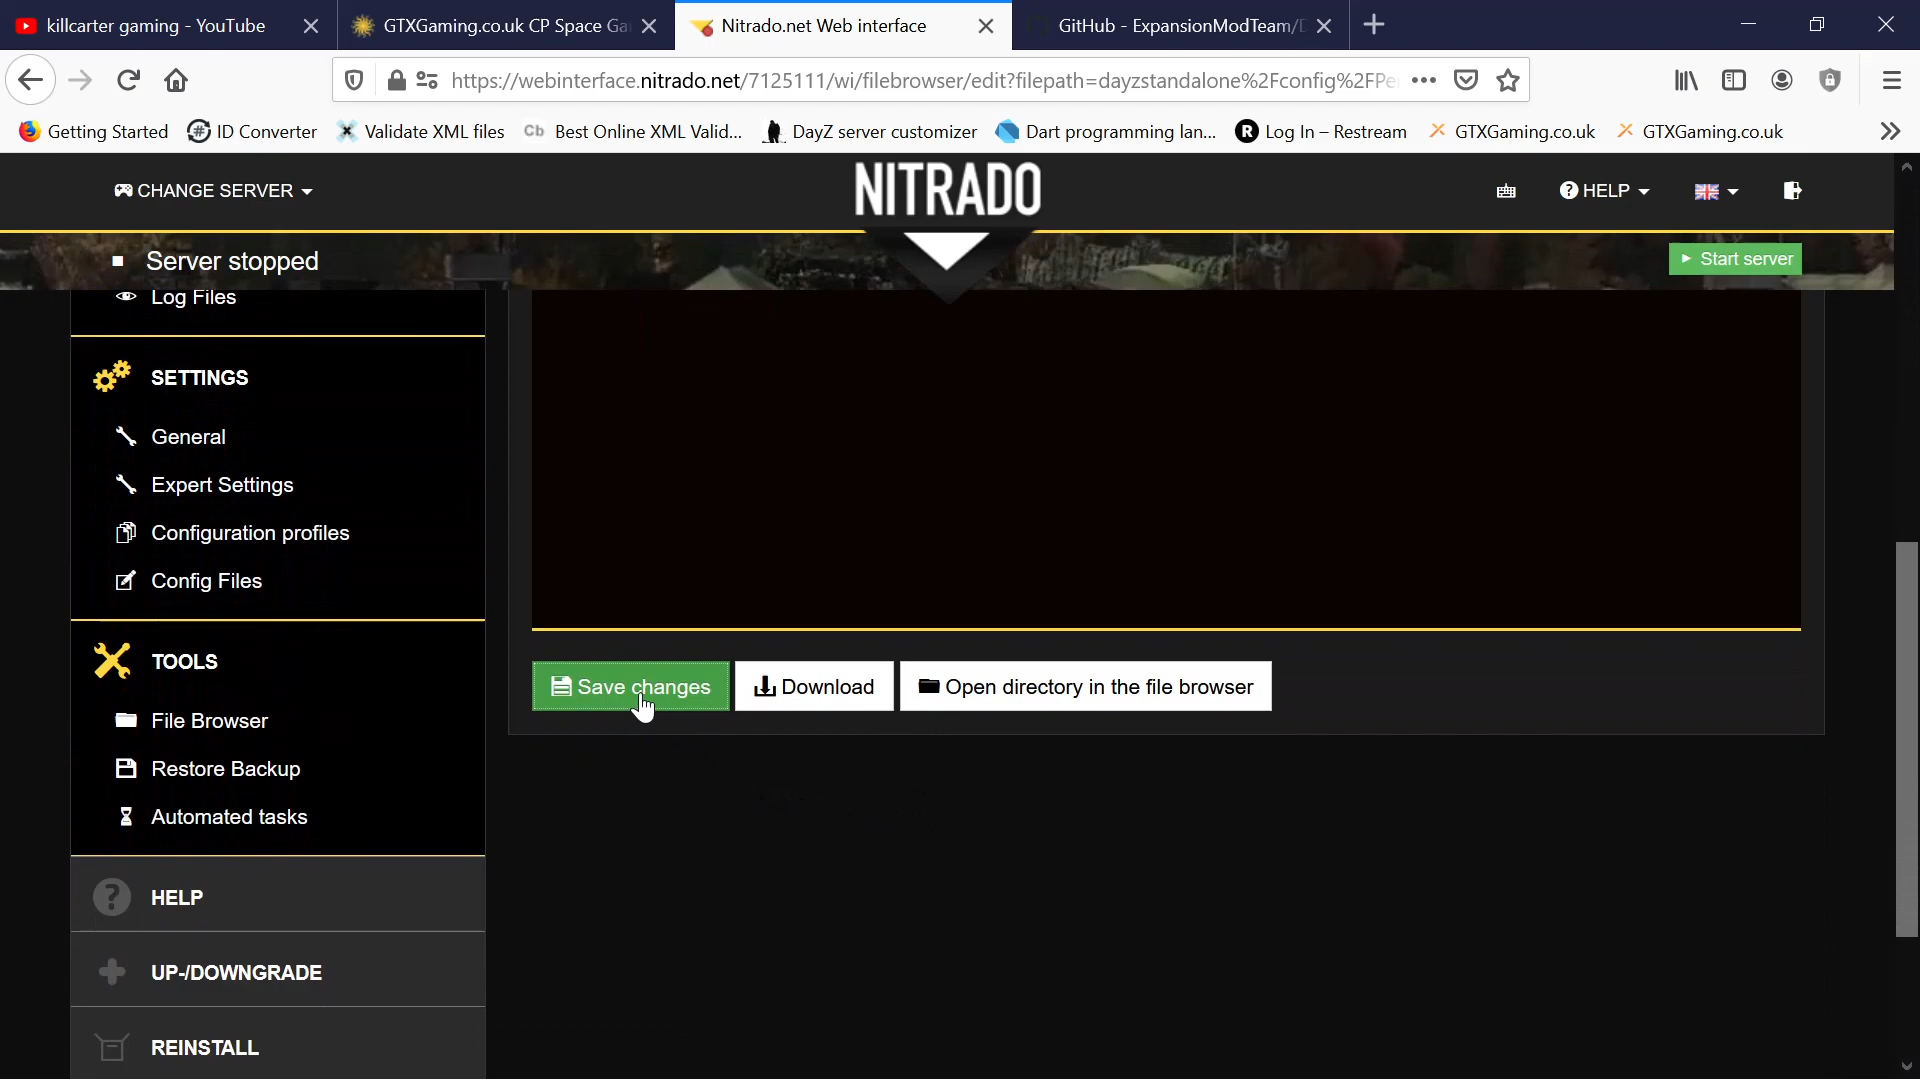 killcarter gaming - YouTube
GTXGaming.co.uk CP Space Ga
Nitrado.net Web interface
GitHub - ExpansionModTeam/D
https://webinterface.nitrado.net/7125111/wi/filebrowser/edit?filepath=dayzstandalone%2Fconfig%2FPe
Getting Started
ID Converter
Validate XML files
Cb Best Online XML Valid...
DayZ server customizer
Dart programming lan...
R Log In – Restream
GTXGaming.co.uk
GTXGaming.co.uk
CHANGE SERVER
NITRADO
HELP
Server stopped
Start server
Log Files
SETTINGS
General
Expert Settings
Configuration profiles
Config Files
TOOLS
File Browser
Restore Backup
Automated tasks
HELP
UP-/DOWNGRADE
REINSTALL
Save changes
Download
Open directory in the file browser